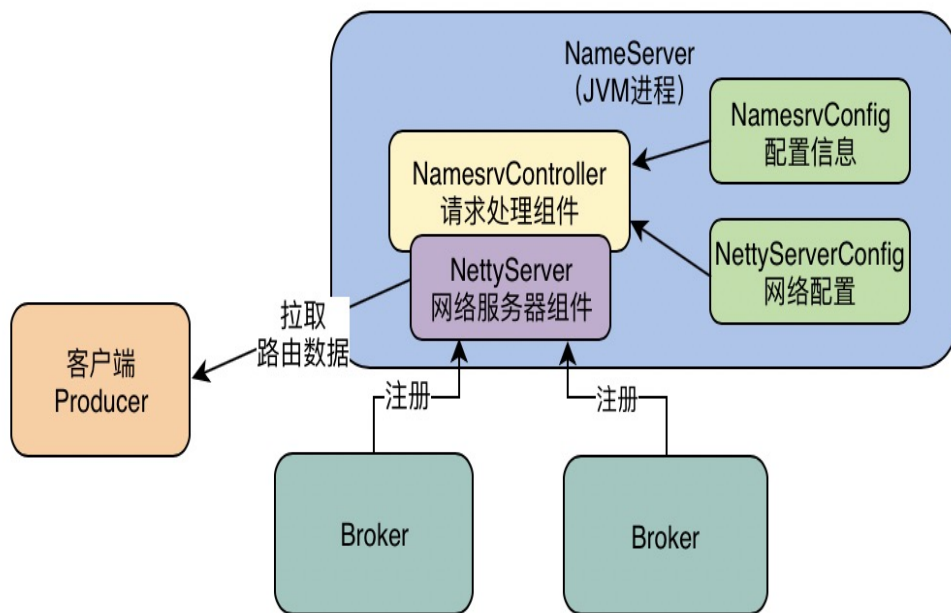 NameServer
(JVM进程)
NamesrvConfig
配置信息
NamesrvController
请求处理组件
NettyServerConfig
网络配置
NettyServer
网络服务器组件
拉取
路由数据
客户端
Producer
注册
注册
Broker
Broker